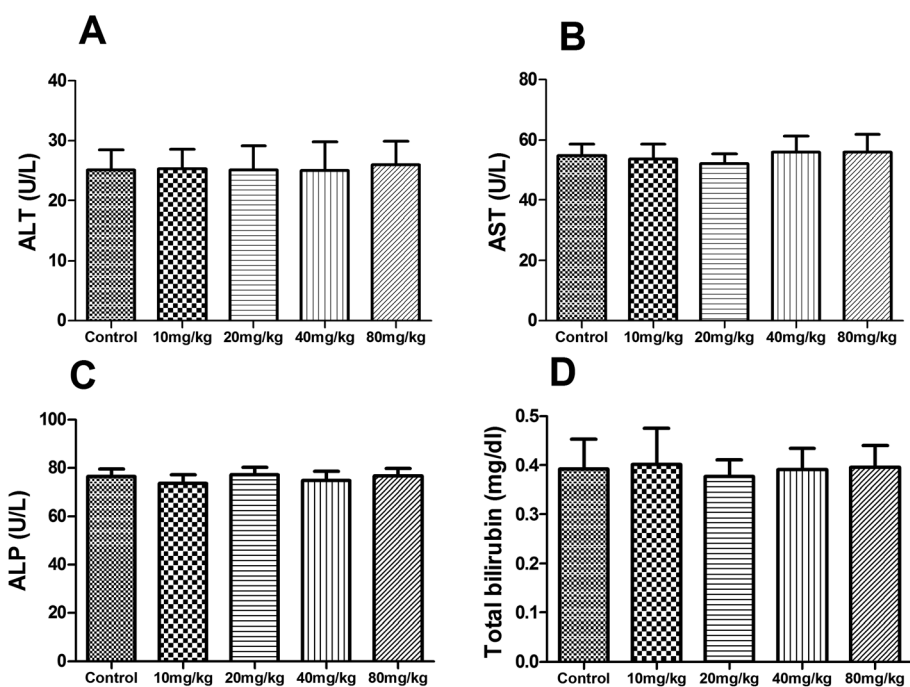 A
ALT (U/L)
40
30
20
10
0
Control 10mg/kg 20mg/kg 40mg/kg 80mg/kg
B
AST (U/L)
80
60
40
20
0
Control 10mg/kg 20mg/kg 40mg/kg 80mg/kg
C
ALP (U/L)
100
80
60
40
20
0
Control 10mg/kg 20mg/kg 40mg/kg 80mg/kg
D
Total bilirubin (mg/dl)
0.5
0.4
0.3
0.2
0.1
0.0
Control 10mg/kg 20mg/kg 40mg/kg 80mg/kg